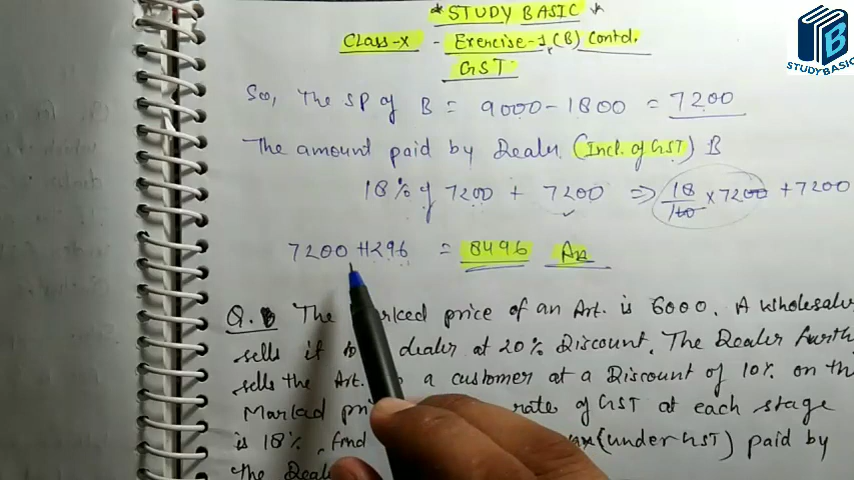 *STUDY BASIC*
Class-X - Exercise-1(B) Contd.
GST
STUDYBASIC
So, The SP of B = 9000-1800 = 7200
The amount paid by Dealer (Incl. of GST) B
18% of 7200 + 7200 ⇒ 18/100 ×7200 +7200
7200+1296 = 8496 Ans
Q. The Marked price of an Art. is 6000. A wholesaler
sells it dealer at 20% Discount. The Dealer furth
sells the Art. a customer at a Discount of 10% on th
Marked pri rate of GST at each stage
is 18%. find (under GST) paid by
The Deal